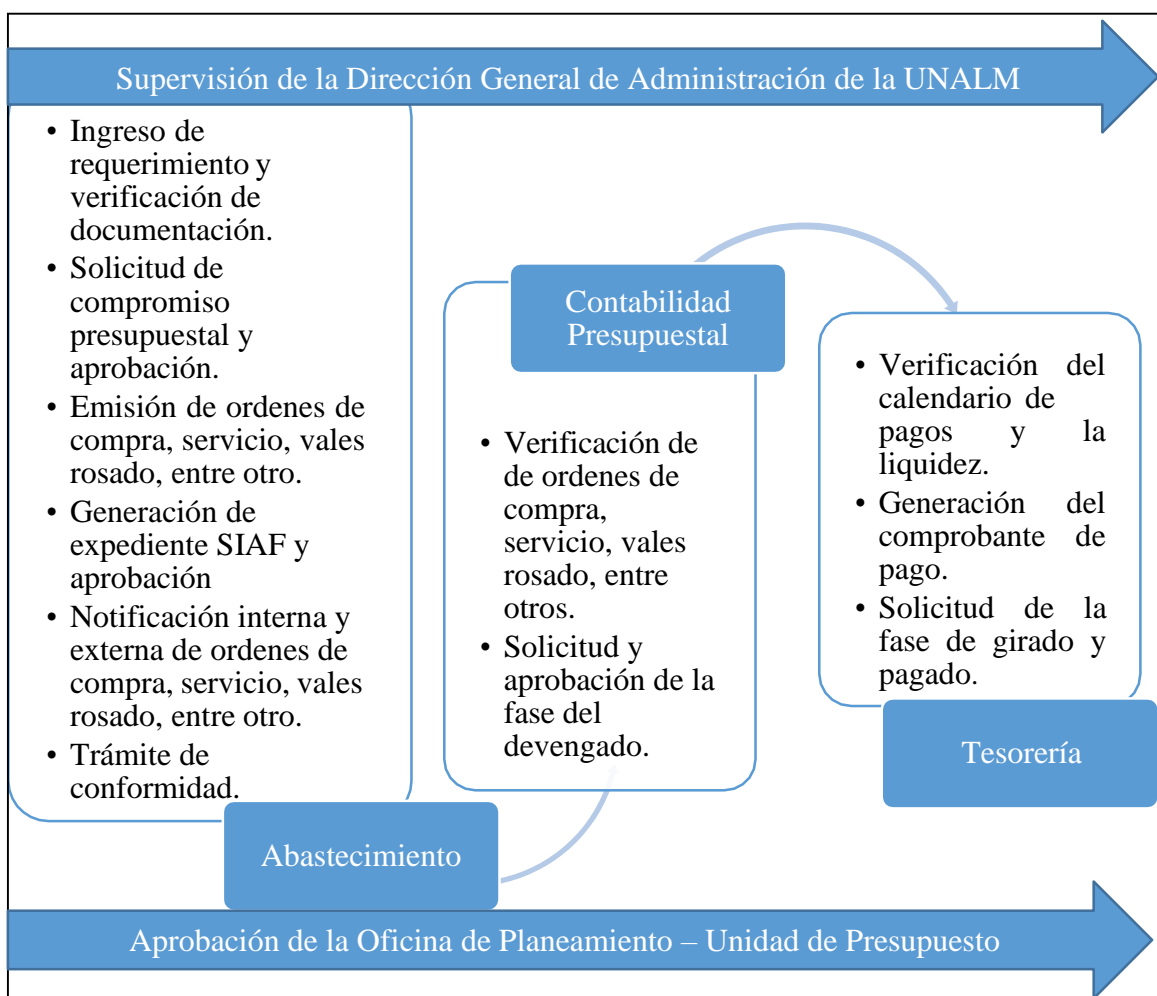 Supervisión de la Dirección General de Administración de la UNALM
• Ingreso de
requerimiento y
verificación de
documentación.
• Solicitud de
compromiso
presupuestal y
aprobación.
• Emisión de ordenes de
compra, servicio, vales
rosado, entre otro.
• Generación de
expediente SIAF y
aprobación
• Notificación interna y
externa de ordenes de
compra, servicio, vales
rosado, entre otro.
• Trámite de
conformidad.
Abastecimiento
Contabilidad
Presupuestal
• Verificación de
de ordenes de
compra,
servicio, vales
rosado, entre
otros.
• Solicitud y
aprobación de la
fase del
devengado.
• Verificación del
calendario de
pagos y la
liquidez.
• Generación del
comprobante de
pago.
• Solicitud de la
fase de girado y
pagado.
Tesorería
Aprobación de la Oficina de Planeamiento – Unidad de Presupuesto